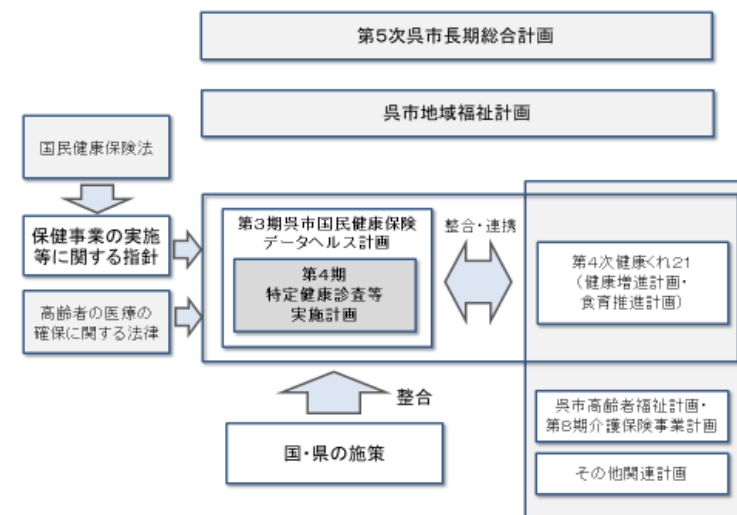 第5次呉市長期総合計画
呉市地域福祉計画
国民健康保険法
保健事業の実施
等に関する指針
高齢者の医療の
確保に関する法律
第3期呉市国民健康保険
データヘルス計画
第4期
特定健康診査等
実施計画
整合・連携
第4次健康くれ21
（健康増進計画・
食育推進計画）
整合
国・県の施策
呉市高齢者福祉計画・
第8期介護保険事業計画
その他関連計画